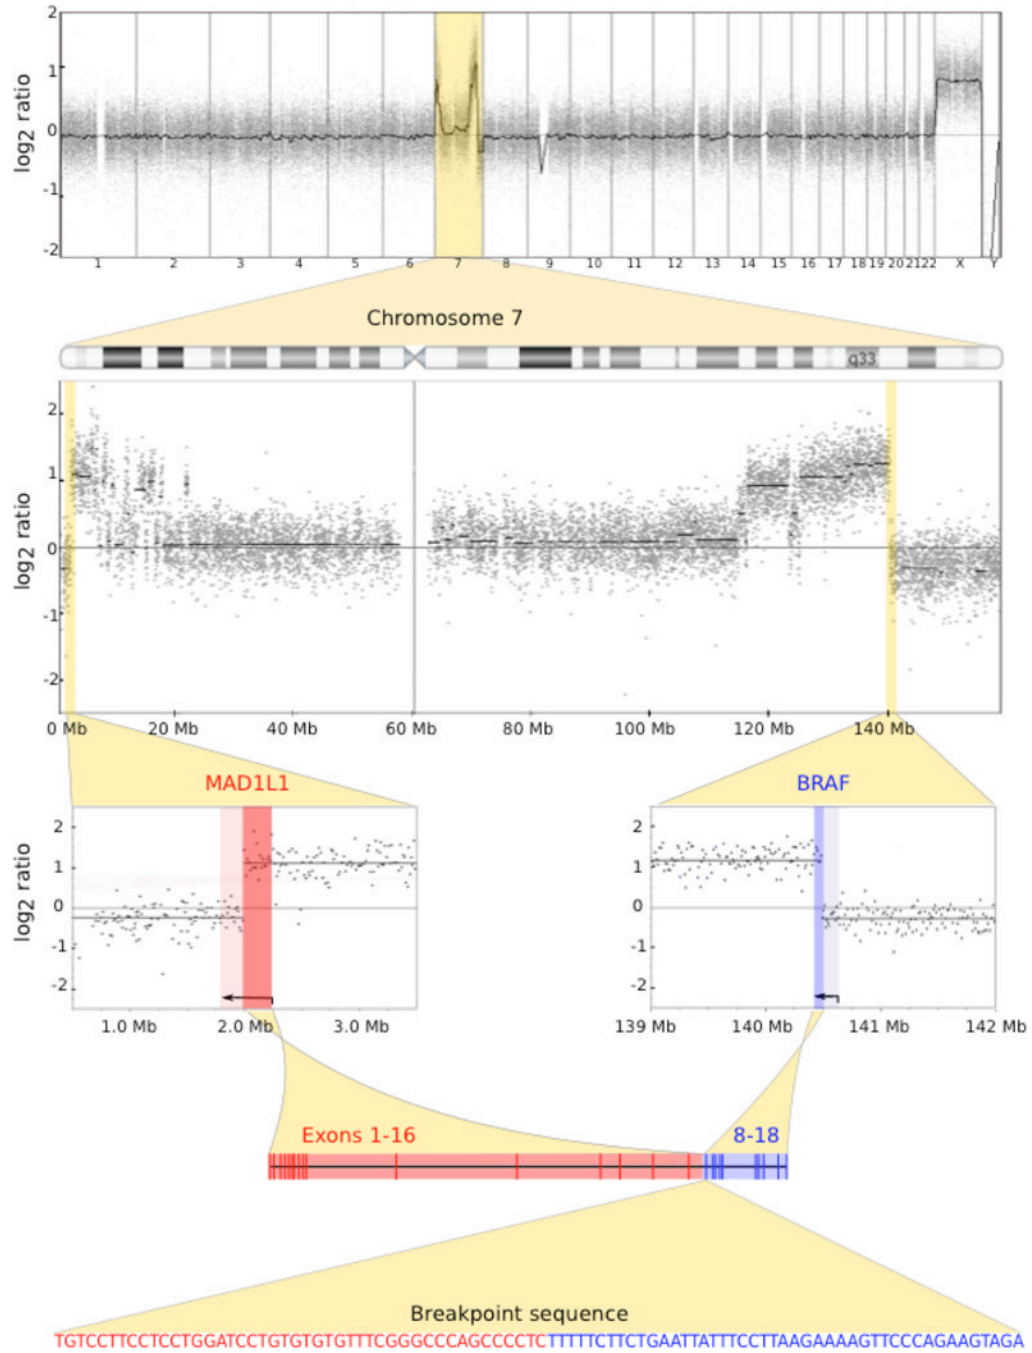 2
1
0
-1
-2
log2 ratio
1 2 3 4 5 6 7 8 9 10 11 12 13 14 15 16 17 18 19 20 21 22 X Y
Chromosome 7
q33
2
1
0
-1
-2
log2 ratio
0 Mb 20 Mb 40 Mb 60 Mb 80 Mb 100 Mb 120 Mb 140 Mb
MAD1L1 BRAF
2 2
1 1
0 0
-1 -1
-2 -2
log2 ratio
1.0 Mb 2.0 Mb 3.0 Mb 139 Mb 140 Mb 141 Mb 142 Mb
Exons 1-16 8-18
Breakpoint sequence
TGTCCTTCCTCCTGGATCCTGTGTGTGTTTCGGGCCCAGCCCCTCTTTTTCTTCTGAATTATTTCCTTAAGAAAAGTTCCCAGAAGTAGA